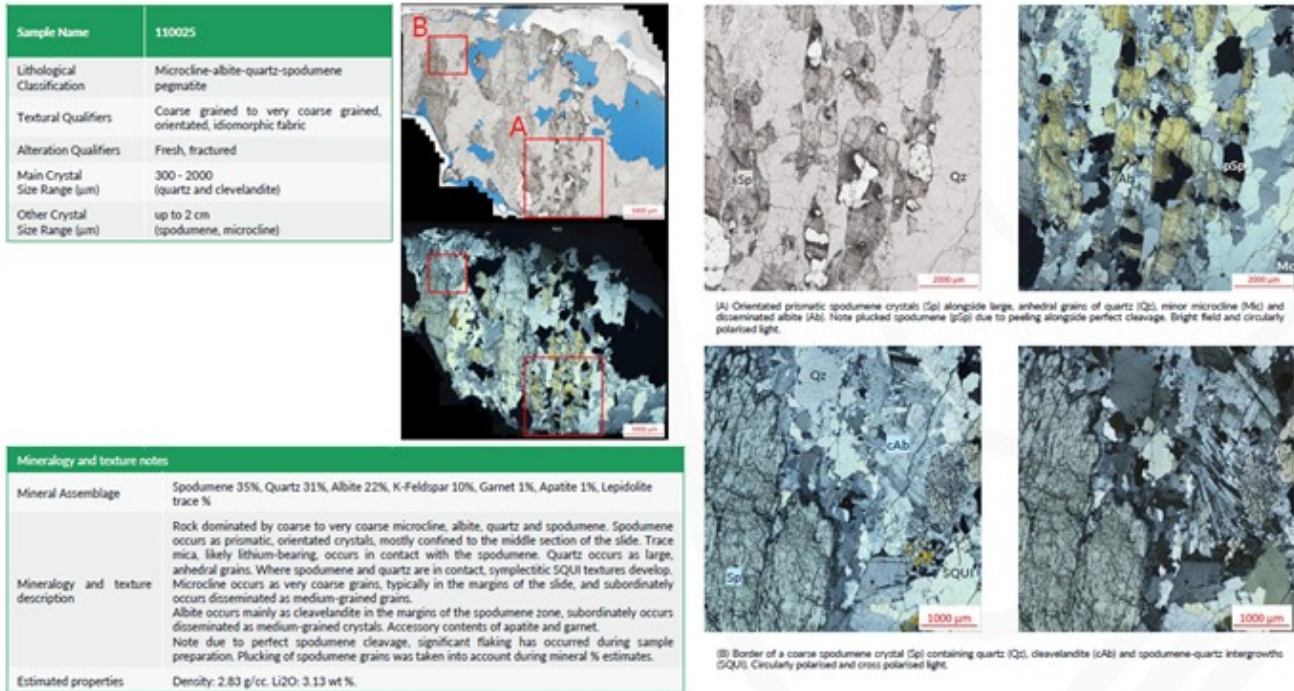 Sample Name 110025
Lithological Classification Microcline-albite-quartz-spodumene pegmatite
Textural Qualifiers Coarse grained to very coarse grained, orientated, idiomorphic fabric
Alteration Qualifiers Fresh, fractured
Main Crystal Size Range (µm) 300 - 2000 (quartz and clevelandite)
Other Crystal Size Range (µm) up to 2 cm (spodumene, microcline)
B
A
5000 µm
5000 µm
Sp
Qz
2000 µm
Ab
pSp
Mc
2000 µm
(A) Orientated prismatic spodumene crystals (Sp) alongside large, anhedral grains of quartz (Qz), minor microcline (Mic) and
disseminated albite (Ab). Note plucked spodumene (pSp) due to peeling alongside perfect cleavage. Bright field and circularly
polarised light.
Mineralogy and texture notes
Mineral Assemblage Spodumene 35%, Quartz 31%, Albite 22%, K-Feldspar 10%, Garnet 1%, Apatite 1%, Lepidolite
trace %
Mineralogy and texture description
Rock dominated by coarse to very coarse microcline, albite, quartz and spodumene. Spodumene
occurs as prismatic, orientated crystals, mostly confined to the middle section of the slide. Trace
mica, likely lithium-bearing, occurs in contact with the spodumene. Quartz occurs as large,
anhedral grains. Where spodumene and quartz are in contact, symplectitic SQUI textures develop.
Microcline occurs as very coarse grains, typically in the margins of the slide, and subordinately
occurs disseminated as medium-grained grains.
Albite occurs mainly as cleavelandite in the margins of the spodumene zone, subordinately occurs
disseminated as medium-grained crystals. Accessory contents of apatite and garnet.
Note due to perfect spodumene cleavage, significant flaking has occurred during sample
preparation. Plucking of spodumene grains was taken into account during mineral % estimates.
Estimated properties Density: 2.83 g/cc. Li2O: 3.13 wt %.
Qz
cAb
Sp
SQUI
1000 µm
1000 µm
(B) Border of a coarse spodumene crystal (Sp) containing quartz (Qz), cleavelandite (cAb) and spodumene-quartz intergrowths
(SQUI). Circularly polarised and cross polarised light.